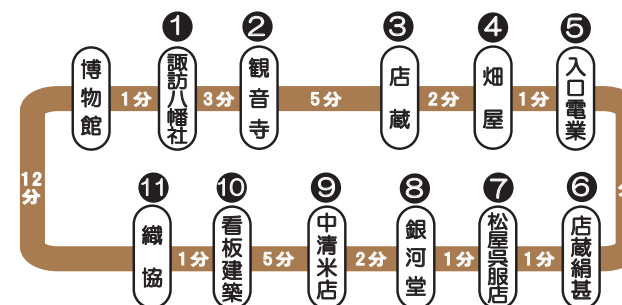 ❶ ❷ ❸ ❹ ❺
博物館 1分 諏訪八幡社 3分 観音寺 5分 店蔵 2分 畑屋 1分 入口電業
12分
⓫ ❿ ❾ ❽ ❼ ❻
織協 1分 看板建築 5分 中清米店 2分 銀河堂 1分 松屋呉服店 1分 店蔵絹甚